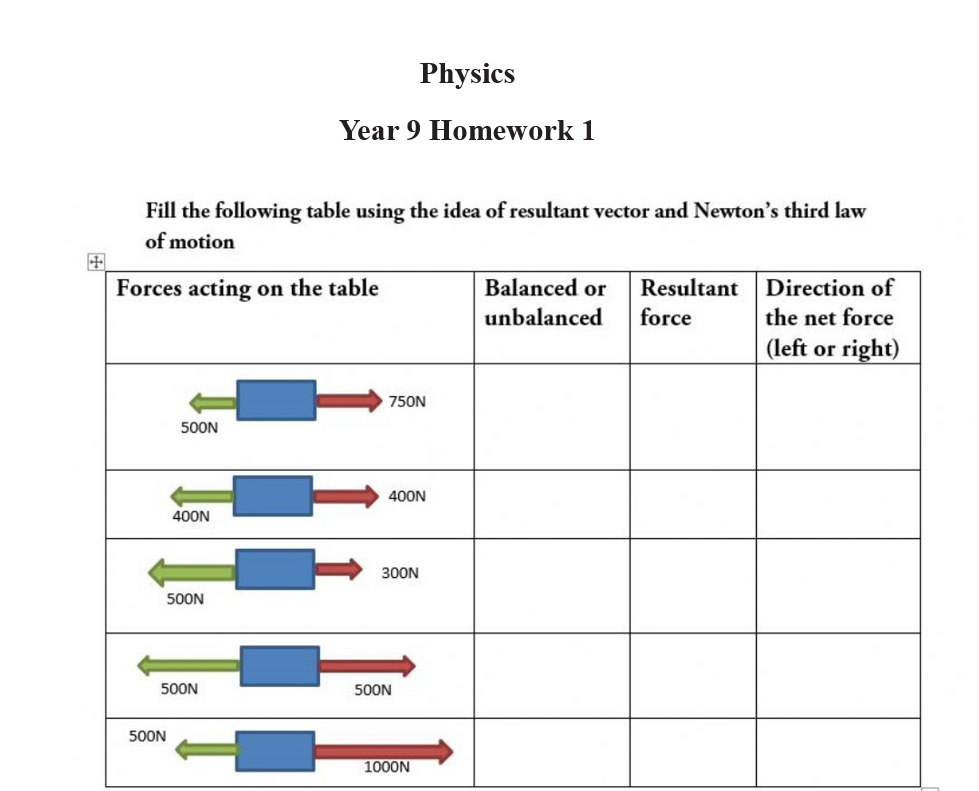 Physics
Year 9 Homework 1
Fill the following table using the idea of resultant vector and Newton's third law
of motion
Forces acting on the table
Balanced or
unbalanced
Resultant
force
Direction of
the net force
(left or right)
750N
500N
400N
400N
300N
500N
500N
500N
500N
1000N